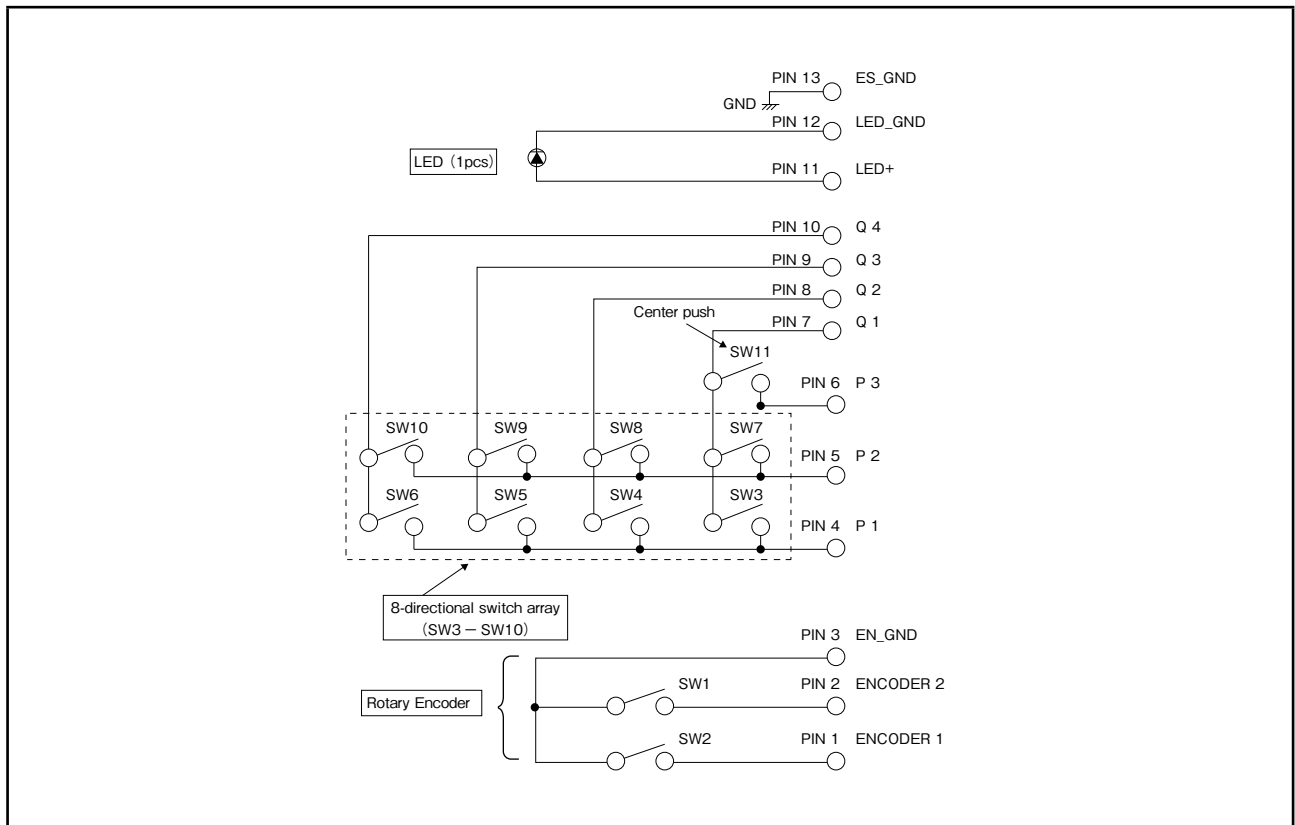 PIN 13 ES_GND
GND
PIN 12 LED_GND
LED (1pcs)
PIN 11 LED+
PIN 10 Q 4
PIN 9 Q 3
PIN 8 Q 2
Center push
PIN 7 Q 1
SW11
PIN 6 P 3
SW10 SW9 SW8 SW7
PIN 5 P 2
SW6 SW5 SW4 SW3
PIN 4 P 1
8-directional switch array
(SW3 – SW10)
PIN 3 EN_GND
SW1 PIN 2 ENCODER 2
Rotary Encoder
SW2 PIN 1 ENCODER 1